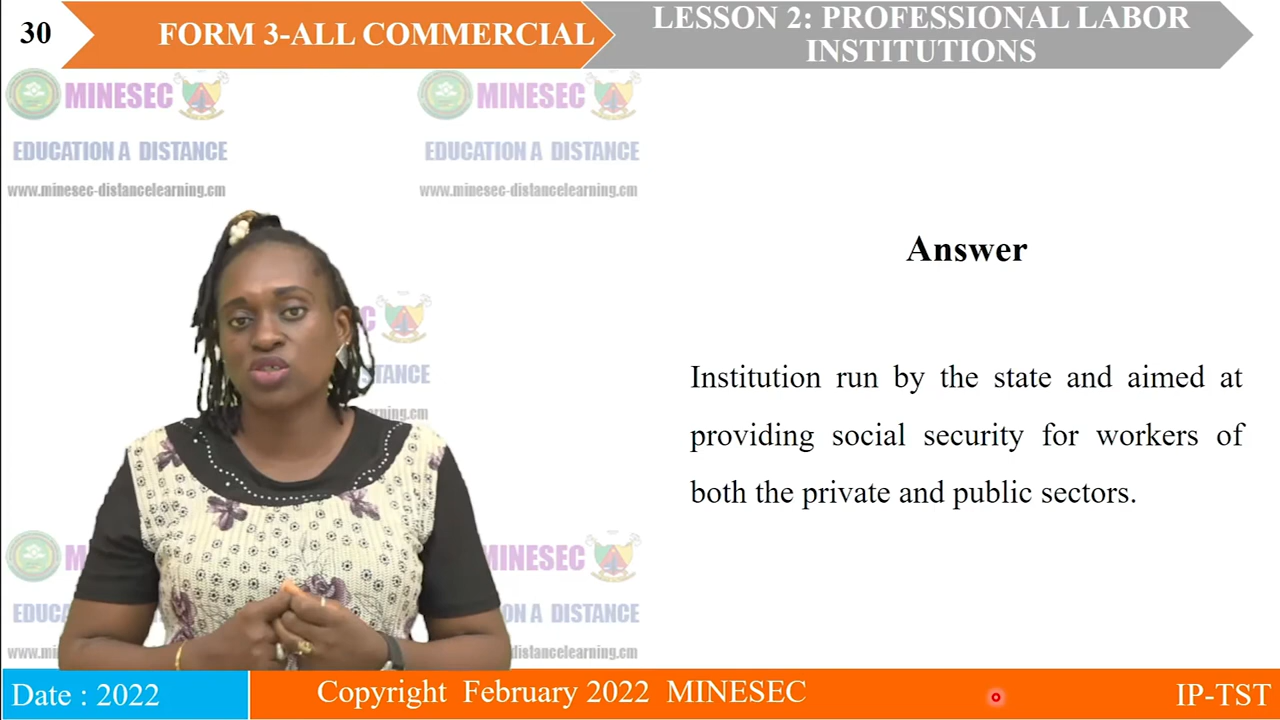 30
FORM 3-ALL COMMERCIAL
LESSON 2: PROFESSIONAL LABOR
INSTITUTIONS
MINESEC
EDUCATION A DISTANCE
www.minesec-distancelearning.cm
MINESEC
EDUCATION A DISTANCE
www.minesec-distancelearning.cm
Answer
Institution run by the state and aimed at
providing social security for workers of
both the private and public sectors.
Date : 2022
Copyright February 2022 MINESEC
IP-TST